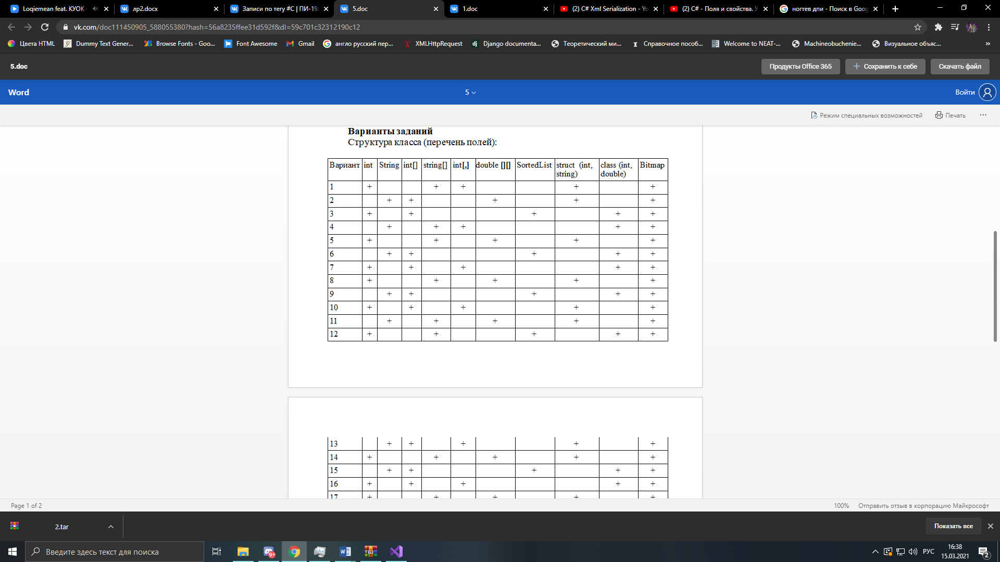 Loqiemean feat. КУОК -
лр2.docx
Записи по тегу #C | ПИ-19
5.doc
1.doc
(2) C# Xml Serialization - Yo
(2) C# - Поля и свойства. У
ногтев дпи - Поиск в Goog
vk.com/doc111450905_588055380?hash=56a8235ffee31d592f&dl=59c701c32312190c12
Цвета HTML
Dummy Text Gener...
Browse Fonts - Goo...
Font Awesome
Gmail
англо русский пер...
XMLHttpRequest
Django documenta...
Теоретический ми...
Справочное пособ...
Welcome to NEAT-...
Machineobuchenie...
Визуальное объяс...
5.doc
Продукты Office 365
Сохранить к себе
Скачать файл
Word
5
Войти
Режим специальных возможностей
Печать
Варианты заданий
Структура класса (перечень полей):
Вариант int String int[] string[] int[,] double [][] SortedList struct (int, string) class (int, double) Bitmap
1 + + + + +
2 + + + + +
3 + + + + +
4 + + + + +
5 + + + + +
6 + + + + +
7 + + + + +
8 + + + + +
9 + + + + +
10 + + + + +
11 + + + + +
12 + + + + +
13 + + + + +
14 + + + + +
15 + + + + +
16 + + + + +
17 + + + + +
Page 1 of 2
100%
Отправить отзыв в корпорацию Майкрософт
2.tar
Показать все
Введите здесь текст для поиска
9+
РУС
16:38
15.03.2021
2